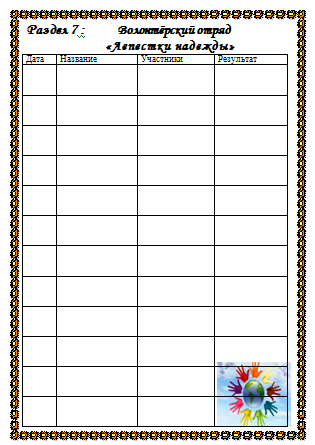 Раздел 7: Волонтёрский отряд
«Лепестки надежды»
Дата Название Участники Результат